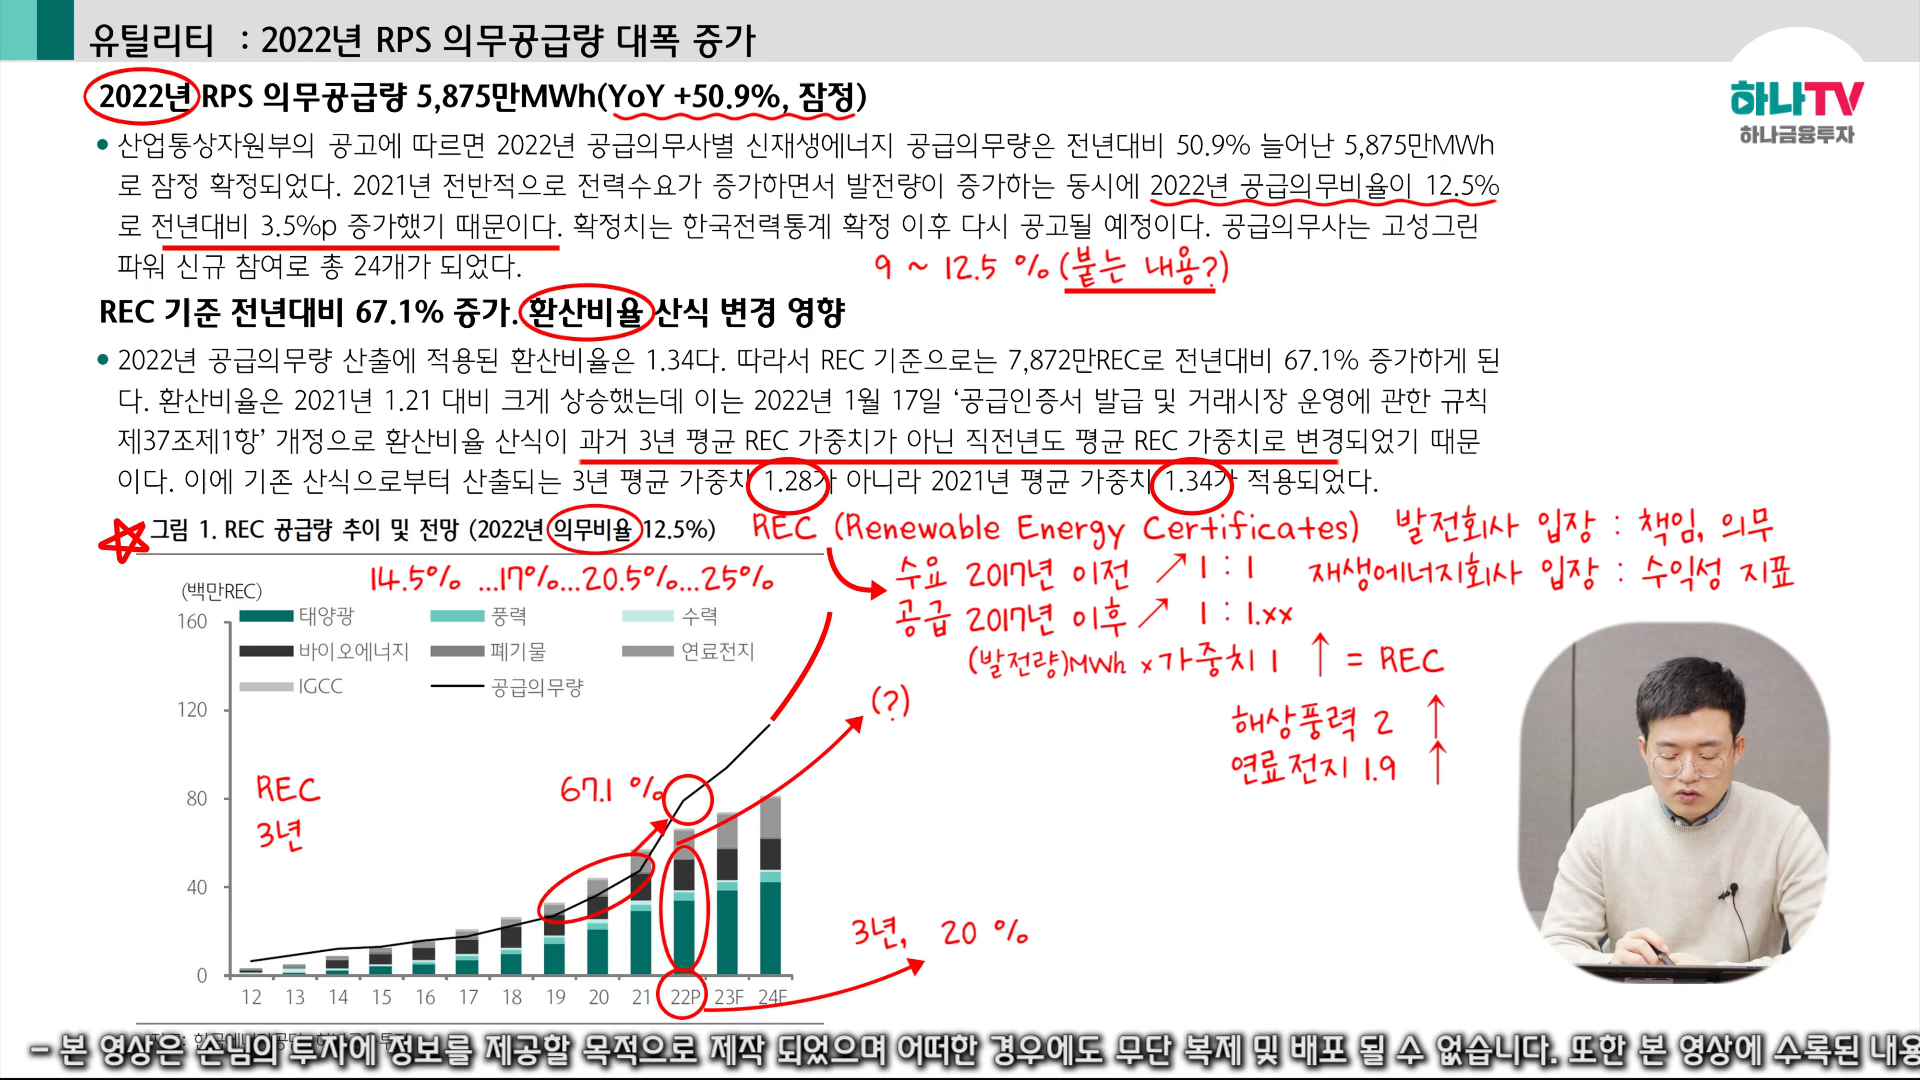 유틸리티 : 2022년 RPS 의무공급량 대폭 증가
하나TV
하나금융투자
2022년 RPS 의무공급량 5,875만MWh(YoY +50.9%, 잠정)
• 산업통상자원부의 공고에 따르면 2022년 공급의무사별 신재생에너지 공급의무량은 전년대비 50.9% 늘어난 5,875만MWh
로 잠정 확정되었다. 2021년 전반적으로 전력수요가 증가하면서 발전량이 증가하는 동시에 2022년 공급의무비율이 12.5%
로 전년대비 3.5%p 증가했기 때문이다. 확정치는 한국전력통계 확정 이후 다시 공고될 예정이다. 공급의무사는 고성그린
파워 신규 참여로 총 24개가 되었다.
9 ~ 12.5 % (붙는 내용?)
REC 기준 전년대비 67.1% 증가. 환산비율 산식 변경 영향
• 2022년 공급의무량 산출에 적용된 환산비율은 1.34다. 따라서 REC 기준으로는 7,872만REC로 전년대비 67.1% 증가하게 된
다. 환산비율은 2021년 1.21 대비 크게 상승했는데 이는 2022년 1월 17일 ‘공급인증서 발급 및 거래시장 운영에 관한 규칙
제37조제1항’ 개정으로 환산비율 산식이 과거 3년 평균 REC 가중치가 아닌 직전년도 평균 REC 가중치로 변경되었기 때문
이다. 이에 기존 산식으로부터 산출되는 3년 평균 가중치 1.28가 아니라 2021년 평균 가중치 1.34가 적용되었다.
그림 1. REC 공급량 추이 및 전망 (2022년 의무비율 12.5%)
REC (Renewable Energy Certificates) 발전회사 입장 : 책임, 의무
수요 2017년 이전 ↗ 1 : 1 재생에너지회사 입장 : 수익성 지표
공급 2017년 이후 ↗ 1 : 1.xx
(발전량)MWh x 가중치 1 ↑ = REC
해상풍력 2 ↑
연료전지 1.9 ↑
14.5% ...17%...20.5%...25%
(백만REC)
태양광 풍력 수력
바이오에너지 폐기물 연료전지
IGCC 공급의무량
160
120
80
40
0
(?)
67.1 %
REC
3년
3년, 20 %
12 13 14 15 16 17 18 19 20 21 22P 23F 24F
– 본 영상은 손님의 투자에 정보를 제공할 목적으로 제작 되었으며 어떠한 경우에도 무단 복제 및 배포 될 수 없습니다. 또한 본 영상에 수록된 내용